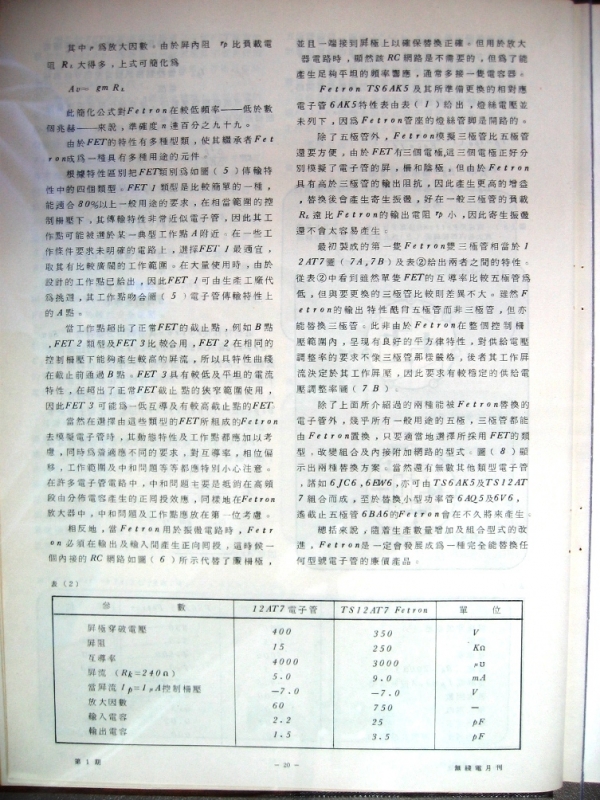 其中μ為放大因數。由於屏內阻 rp 比負載電
阻 RL 大得多，上式可簡化為
Av= gm RL
此簡化公式對Fetron在較低頻率——低於數
個兆赫——來說，準確度n達百分之九十九。
由於FET的特性有多種型類，使其繼承者Fet
ron成為一種具有多種用途的元件。
根據特性區別把FET類別為如圖（5）傳輸特
性中的四個類型。FET 1 類型是比較簡單的一種，
能適合80%以上一般用途的要求，在相當範圍的控
制柵壓下，其傳輸特性非常近似電子管，因此其工
作點可能被選於某一典型工作點A附近。在一些工
作條件要求未明確的電路上，選擇FET 1 最適宜，
取其有比較廣闊的工作範圍。在大量使用時，由於
設計的工作點已給出，因此FET 1 可由生產工廠代
為挑選，其工作點吻合圖（5）電子管傳輸特性上
的A點。
當工作點超出了正常FET的截止點，例如B點
，FET 2 類型及FET 3 比較合用，FET 2 在相同的
控制柵壓下能夠產生較高的屏流，所以具特性曲綫
在截止前通過B點。FET 3 具有較低及平坦的電流
特性，在超出了正常FET截止點的狹窄範圍使用，
因此FET 3 可能為一低互導及有較高截止點的FET
當然在選擇由這些類型的FET所組成的Fetron
去模擬電子管時，其動態特性及工作點都應加以考
慮，同時為着適應不同的要求，對互導率，相位偏
移，工作範圍及中和問題等等都應特別小心注意。
在許多電子管電路中，中和問題主要是抵消在高頻
段由分佈電容產生的正回授效應，同樣地在Fetron
放大器中，中和問題及工作點應放在第一位考慮。
相反地，當Fetron用於振盪電路時，Fetr
on 必須在輸出及輸入間產生正向回授，這時候一
個內接的RC網路如圖（6）所示代替了簾柵極，
並且一端接到屏極上以確保替換正確。但用於放大
器電路時，顯然該RC網路是不需要的，但為了能
產生足夠平坦的頻率響應，通常多接一隻電容器。
Fetron TS6AK5 及其所準備更換的相對應
電子管6AK5特性表由表（1）給出，燈絲電壓並
未列下，因為Fetron管座的燈絲管脚是開路的。
除了五極管外，Fetron模擬三極管比五極管
還要方便，由於FET有三個電極，這三個電極正好分
別模擬了電子管的屏，柵和陰極，但由於Fetron
具有高於三極管的輸出阻抗，因此產生更高的增益
，替換後會產生寄生振盪，好在一般三極管的負載
RL 遠比Fetron的輸出電阻 rp 小，因此寄生振盪
還不會太容易產生。
最初製成的第一隻Fetron雙三極管相當於1
2AT7圖（7A,7B）及表②給出兩者之間的特性。
從表②中看到雖然單隻FET的互導率比較五極管為
低，但與要更換的三極管比較則差異不大。雖然F
etron的輸出特性酷肖五極管而非三極管，但亦
能替換三極管。此非由於Fetron在整個控制柵
壓範圍內，呈現有良好的平方律特性，對供給電壓
調整率的要求不像三極管那樣嚴格，後者其工作屏
流決定於其工作屏壓，因此要求有較穩定的供給電
壓調整率圖（7B）。
除了上面所介紹過的兩種能被Fetron替換的
電子管外，幾乎所有一般用途的五極，三極管都能
由Fetron置換，只要適當地選擇所採用FET的類
型，改變組合及內接附加網路的型式。圖（8）顯
示出兩種替換方案。當然還有無數其他類型電子管
，諸如6JC6，6EW6，亦可由TS6AK5及TS12AT
7組合而成，至於替換小型功率管6AQ5及6V6，
遙截止五極管6BA6的Fetron會在不久將來產生。
總括來說，隨着生產數量增加及組合型式的改
進，Fetron是一定會發展成為一種完全能替換任
何型號電子管的廉價產品。
表（2）
參 數 12AT7電子管 TS12AT7 Fetron 單 位
屏極穿破電壓 400 350 V
屏阻 15 250 KΩ
互導率 4000 3000 μ℧
屏流（Rk=240Ω） 5.0 9.0 mA
當屏流Ip=1μA控制柵壓 −7.0 −7.0 V
放大因數 60 750 —
輸入電容 2.2 25 pF
輸出電容 1.5 3.5 pF
第1期
− 20 −
無綫電月刊